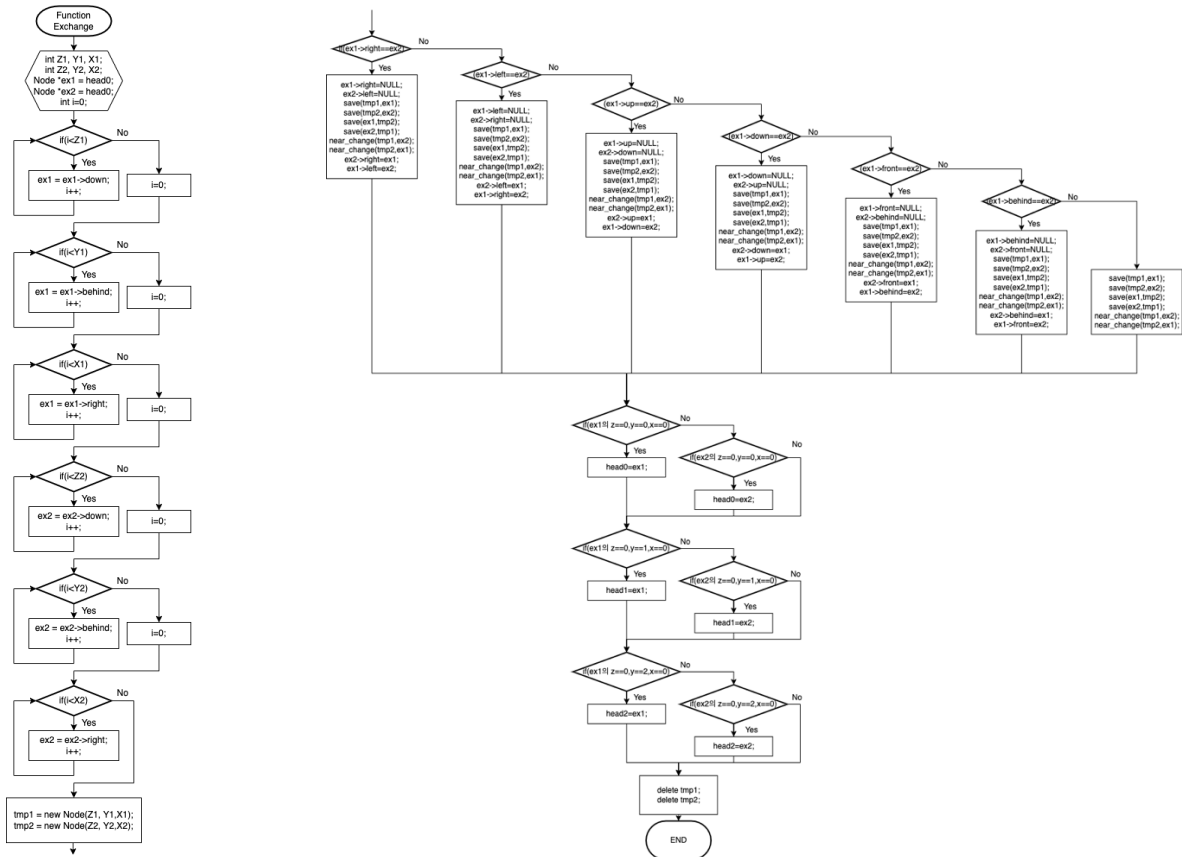 Function
Exchange
int Z1, Y1, X1;
int Z2, Y2, X2;
Node *ex1 = head0;
Node *ex2 = head0;
int i=0;
if(i<Z1)
No
Yes
ex1 = ex1->down;
i++;
i=0;
if(i<Y1)
No
Yes
ex1 = ex1->behind;
i++;
i=0;
if(i<X1)
No
Yes
ex1 = ex1->right;
i++;
i=0;
if(i<Z2)
No
Yes
ex2 = ex2->down;
i++;
i=0;
if(i<Y2)
No
Yes
ex2 = ex2->behind;
i++;
i=0;
if(i<X2)
No
Yes
ex2 = ex2->right;
i++;
tmp1 = new Node(Z1, Y1,X1);
tmp2 = new Node(Z2, Y2,X2);
if(ex1->right==ex2)
No
Yes
ex1->right=NULL;
ex2->left=NULL;
save(tmp1,ex1);
save(tmp2,ex2);
save(ex1,tmp2);
save(ex2,tmp1);
near_change(tmp1,ex2);
near_change(tmp2,ex1);
ex2->right=ex1;
ex1->left=ex2;
(ex1->left==ex2)
No
Yes
ex1->left=NULL;
ex2->right=NULL;
save(tmp1,ex1);
save(tmp2,ex2);
save(ex1,tmp2);
save(ex2,tmp1);
near_change(tmp1,ex2);
near_change(tmp2,ex1);
ex2->left=ex1;
ex1->right=ex2;
(ex1->up==ex2)
No
Yes
ex1->up=NULL;
ex2->down=NULL;
save(tmp1,ex1);
save(tmp2,ex2);
save(ex1,tmp2);
save(ex2,tmp1);
near_change(tmp1,ex2);
near_change(tmp2,ex1);
ex2->up=ex1;
ex1->down=ex2;
(ex1->down==ex2)
No
Yes
ex1->down=NULL;
ex2->up=NULL;
save(tmp1,ex1);
save(tmp2,ex2);
save(ex1,tmp2);
save(ex2,tmp1);
near_change(tmp1,ex2);
near_change(tmp2,ex1);
ex2->down=ex1;
ex1->up=ex2;
(ex1->front==ex2)
No
Yes
ex1->front=NULL;
ex2->behind=NULL;
save(tmp1,ex1);
save(tmp2,ex2);
save(ex1,tmp2);
save(ex2,tmp1);
near_change(tmp1,ex2);
near_change(tmp2,ex1);
ex2->front=ex1;
ex1->behind=ex2;
(ex1->behind==ex2)
No
Yes
ex1->behind=NULL;
ex2->front=NULL;
save(tmp1,ex1);
save(tmp2,ex2);
save(ex1,tmp2);
save(ex2,tmp1);
near_change(tmp1,ex2);
near_change(tmp2,ex1);
ex2->behind=ex1;
ex1->front=ex2;
save(tmp1,ex1);
save(tmp2,ex2);
save(ex1,tmp2);
save(ex2,tmp1);
near_change(tmp1,ex2);
near_change(tmp2,ex1);
if(ex1의 z==0,y==0,x==0)
No
Yes
head0=ex1;
if(ex2의 z==0,y==0,x==0)
No
Yes
head0=ex2;
if(ex1의 z==0,y==1,x==0)
No
Yes
head1=ex1;
if(ex2의 z==0,y==1,x==0)
No
Yes
head1=ex2;
if(ex1의 z==0,y==2,x==0)
No
Yes
head2=ex1;
if(ex2의 z==0,y==2,x==0)
No
Yes
head2=ex2;
delete tmp1;
delete tmp2;
END